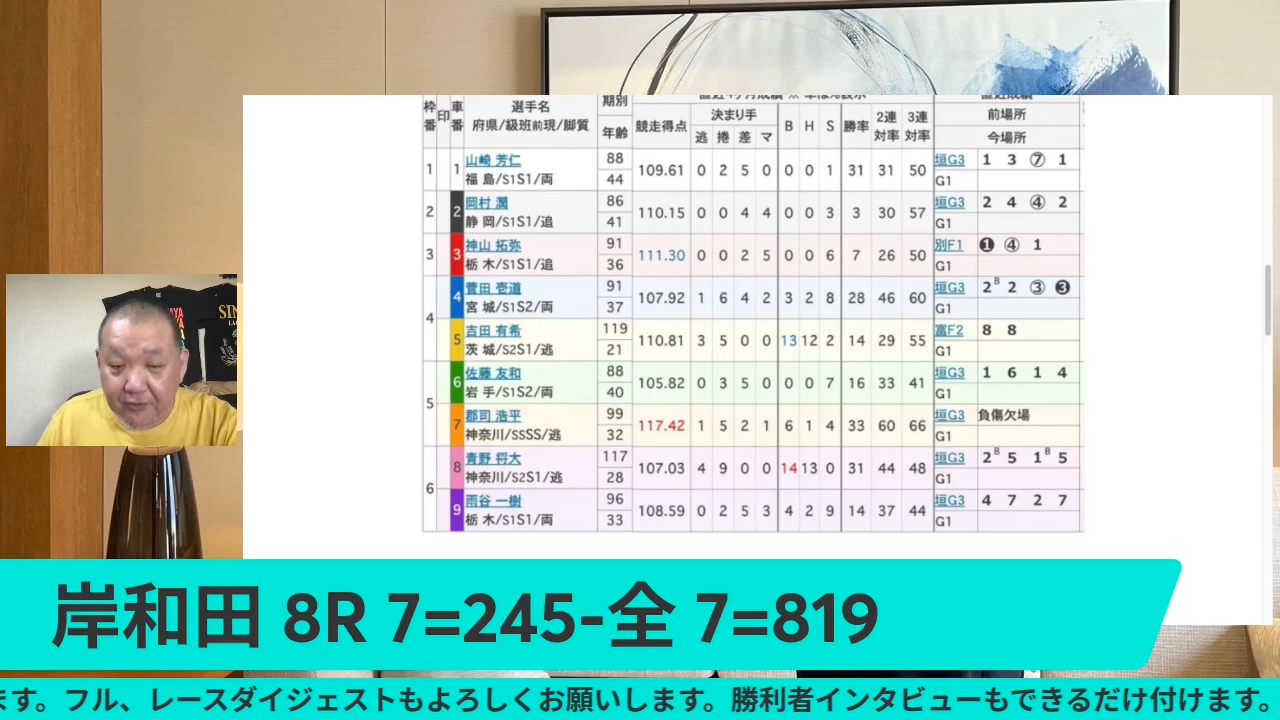 枠番 印 車番 選手名 期別 直近4ヶ月成績 ※ 率は%表示 直近成績
府県/級班前現/脚質 年齢 競走得点 決まり手 B H S 勝率 2連対率 3連対率 前場所
逃 捲 差 マ 今場所
1 1 山崎 芳仁 88 109.61 0 2 5 0 0 0 1 31 31 50 垣G3 1 3 ⑦ 1
福 島/S1S1/両 44 G1
2 2 岡村 潤 86 110.15 0 0 4 4 0 0 3 3 30 57 垣G3 2 4 ④ 2
静 岡/S1S1/追 41 G1
3 3 神山 拓弥 91 111.30 0 0 2 5 0 0 6 7 26 50 別F1 ❶ ④ 1
栃 木/S1S1/追 36 G1
4 4 菅田 壱道 91 107.92 1 6 4 2 3 2 8 28 46 60 垣G3 2B 2 ③ ❸
宮 城/S1S2/両 37 G1
5 吉田 有希 119 110.81 3 5 0 0 13 12 2 14 29 55 富F2 8 8
茨 城/S2S1/逃 21 G1
5 6 佐藤 友和 88 105.82 0 3 5 0 0 0 7 16 33 41 垣G3 1 6 1 4
岩 手/S1S2/両 40 G1
7 郡司 浩平 99 117.42 1 5 2 1 6 1 4 33 60 66 垣G3 負傷欠場
神奈川/SSSS/逃 32 G1
6 8 青野 将大 117 107.03 4 9 0 0 14 13 0 31 44 48 垣G3 2B 5 1B 5
神奈川/S2S1/逃 28 G1
9 雨谷 一樹 96 108.59 0 2 5 3 4 2 9 14 37 44 垣G3 4 7 2 7
栃 木/S1S1/両 33 G1
岸和田 8R 7=245-全 7=819
ます。フル、レースダイジェストもよろしくお願いします。勝利者インタビューもできるだけ付けます。